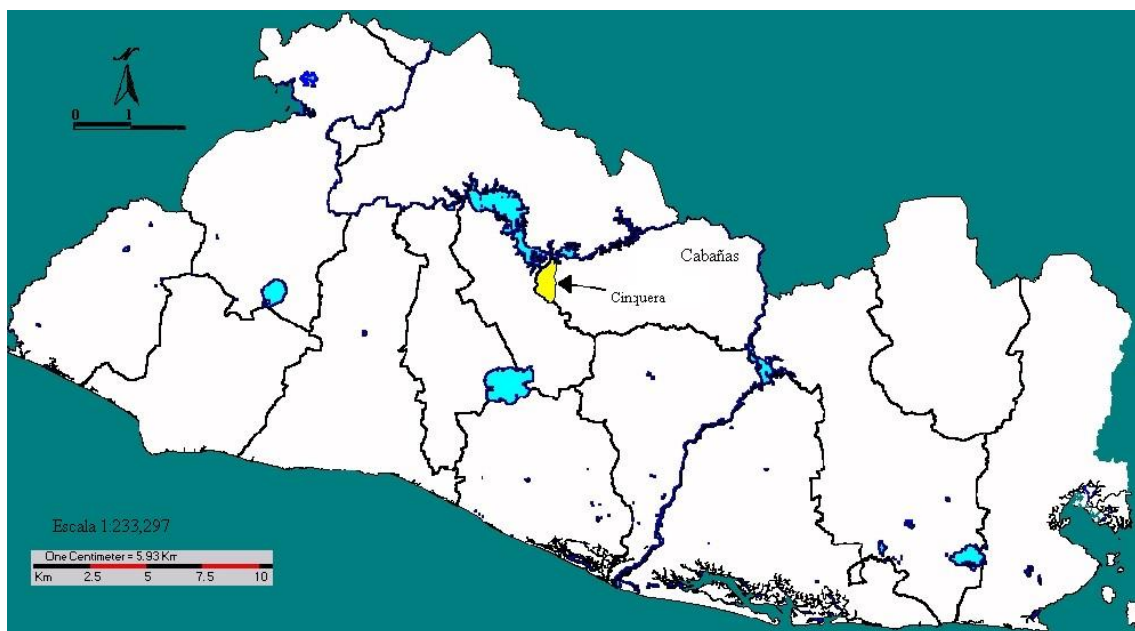 0 1
Cabañas
Cinquera
Escala 1:233,297
One Centimeter = 5.93 Km
Km 2.5 5 7.5 10